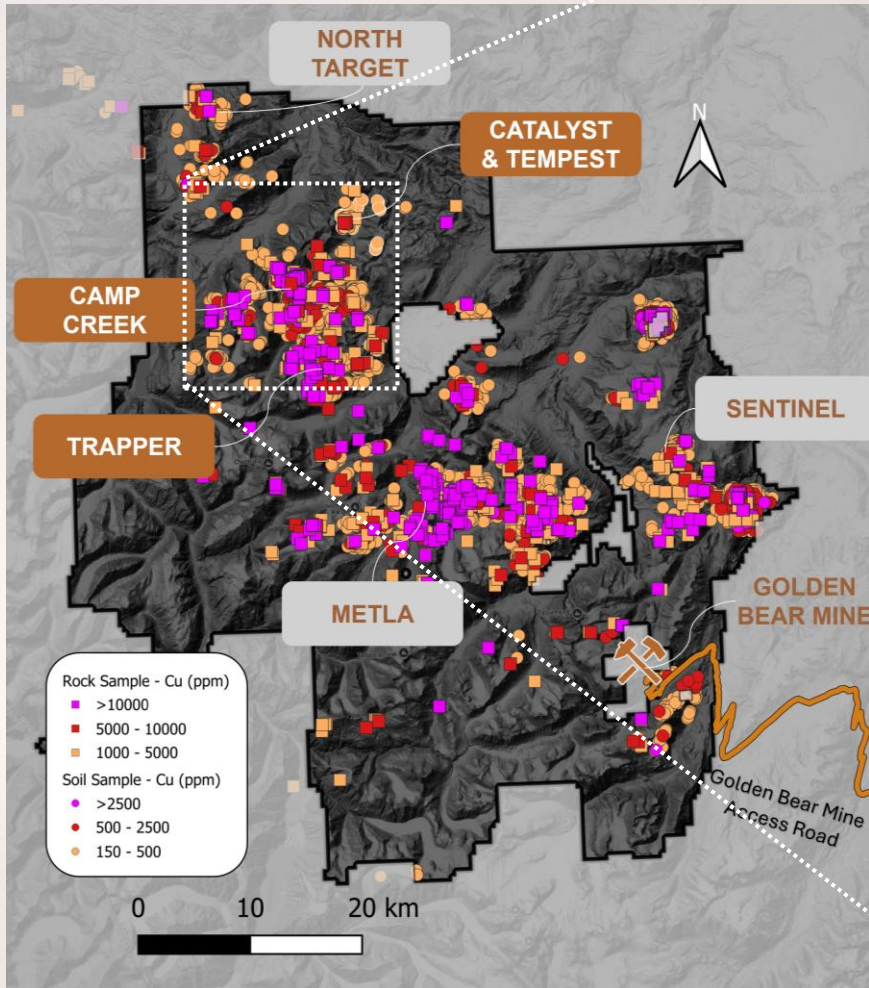 NORTH
TARGET
N
CATALYST
& TEMPEST
CAMP
CREEK
TRAPPER
SENTINEL
METLA
GOLDEN
BEAR MINE
Rock Sample - Cu (ppm)
>10000
5000 - 10000
1000 - 5000
Soil Sample - Cu (ppm)
>2500
500 - 2500
150 - 500
Golden Bear Mine
Access Road
0 10 20 km